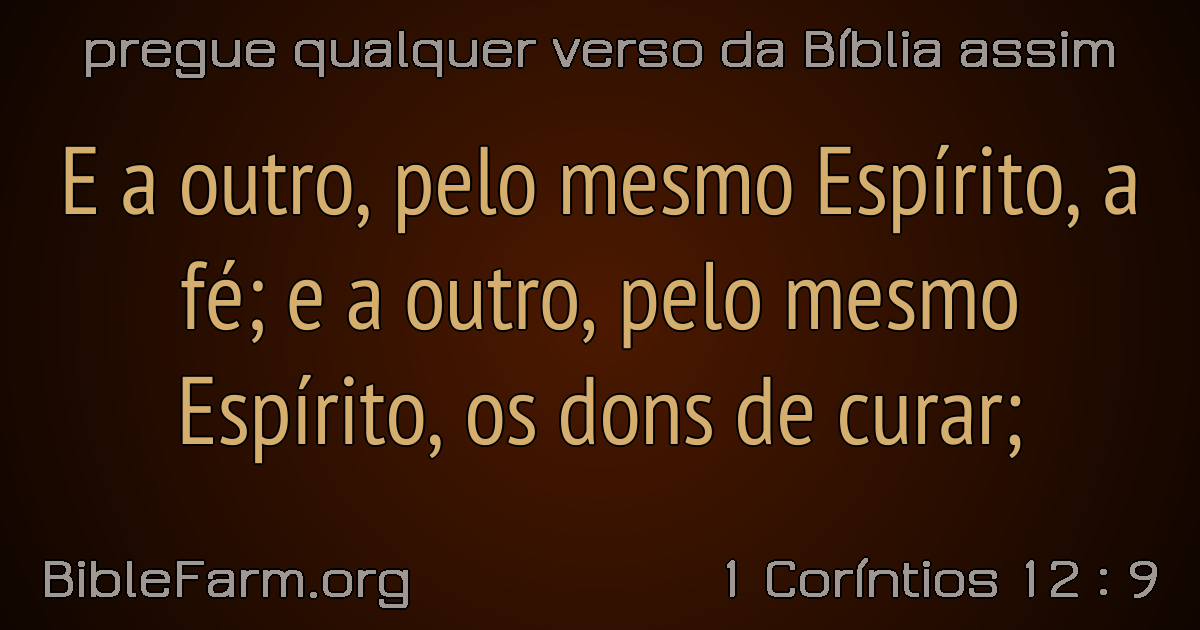 pregue qualquer verso da Bíblia assim
E a outro, pelo mesmo Espírito, a
fé; e a outro, pelo mesmo
Espírito, os dons de curar;
BibleFarm.org
1 Coríntios 12 : 9